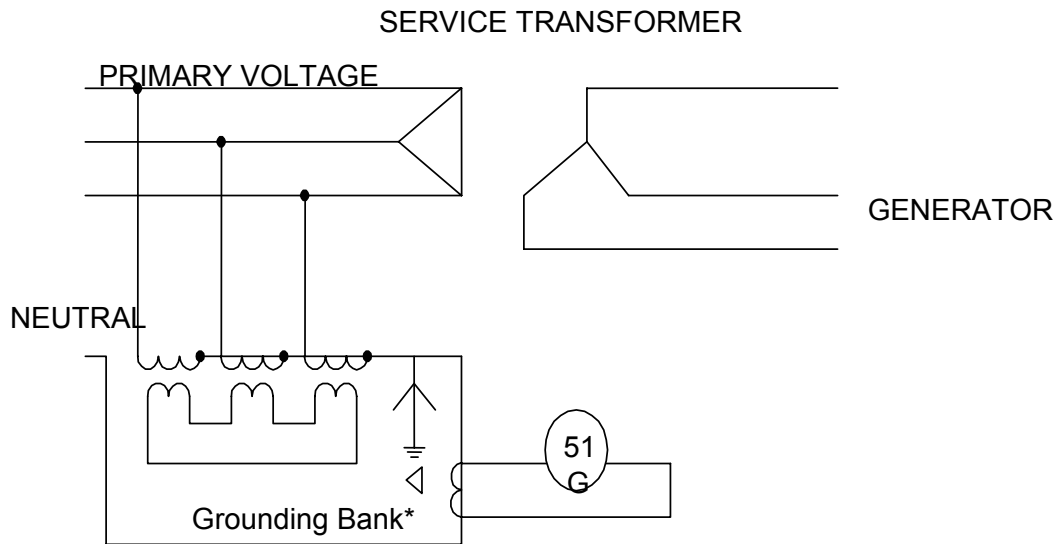 SERVICE TRANSFORMER
PRIMARY VOLTAGE
GENERATOR
NEUTRAL
51
G
Grounding Bank*